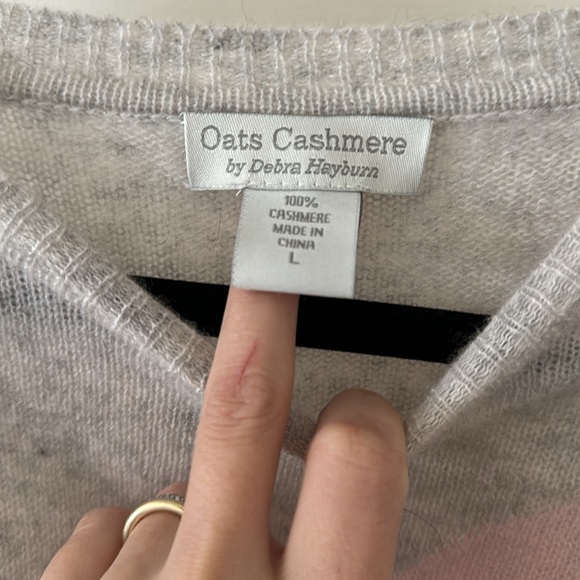 Oats Cashmere
by Debra Hayburn
100%
CASHMERE
MADE IN
CHINA
L